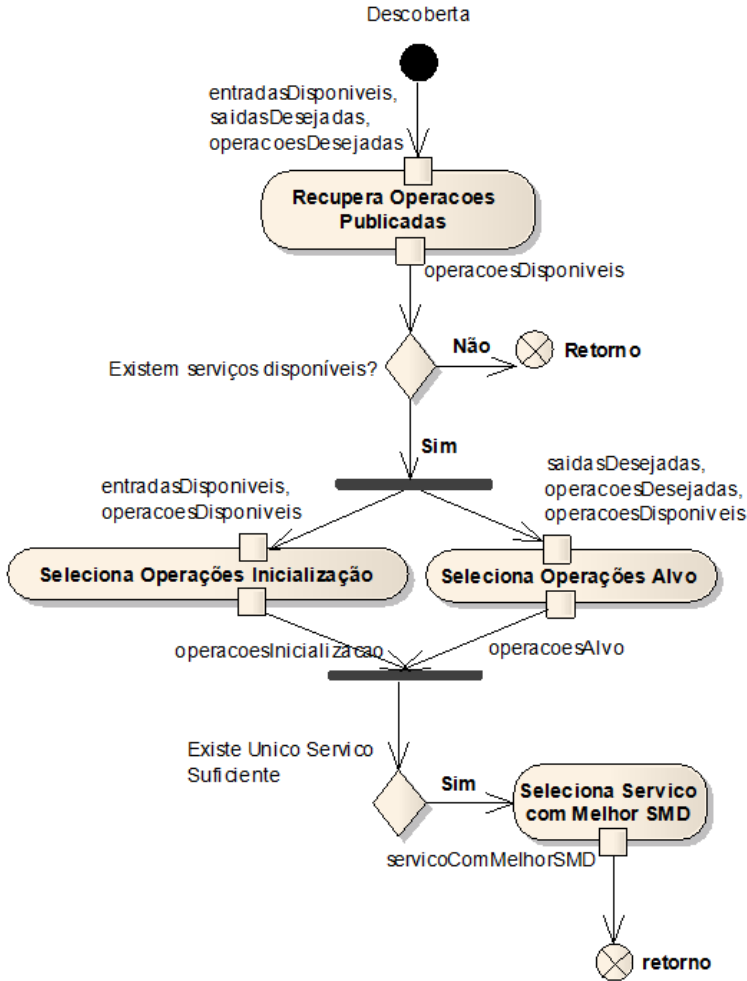 Descoberta
entradasDisponiveis,
saidasDesejadas,
operacoesDesejadas
Recupera Operacoes
Publicadas
operacoesDisponiveis
Existem serviços disponíveis?
Não
Retorno
Sim
entradasDisponiveis,
operacoesDisponiveis
saidasDesejadas,
operacoesDesejadas,
operacoesDisponiveis
Seleciona Operações Inicialização
Seleciona Operações Alvo
operacoesInicializacao
operacoesAlvo
Existe Unico Servico
Suficiente
Sim
Seleciona Servico
com Melhor SMD
servicoComMelhorSMD
retorno